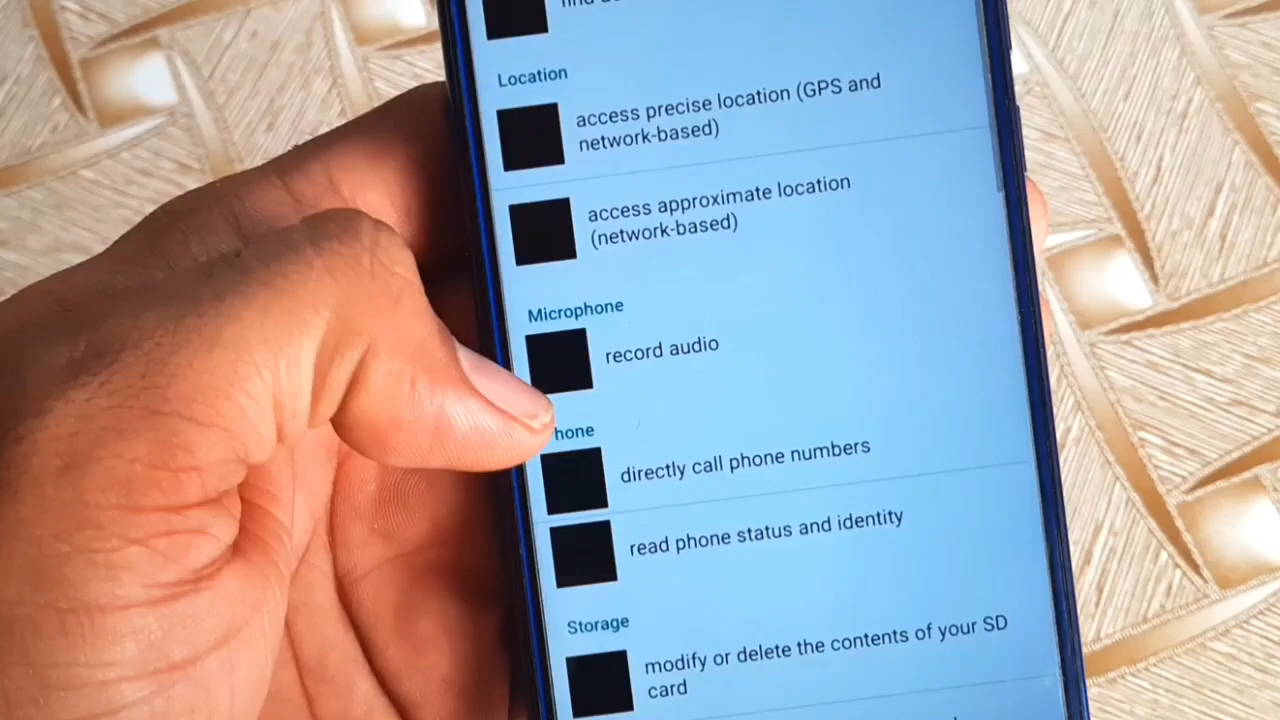 Location
access precise location (GPS and
network-based)
access approximate location
(network-based)
Microphone
record audio
hone
directly call phone numbers
read phone status and identity
Storage
modify or delete the contents of your SD
card